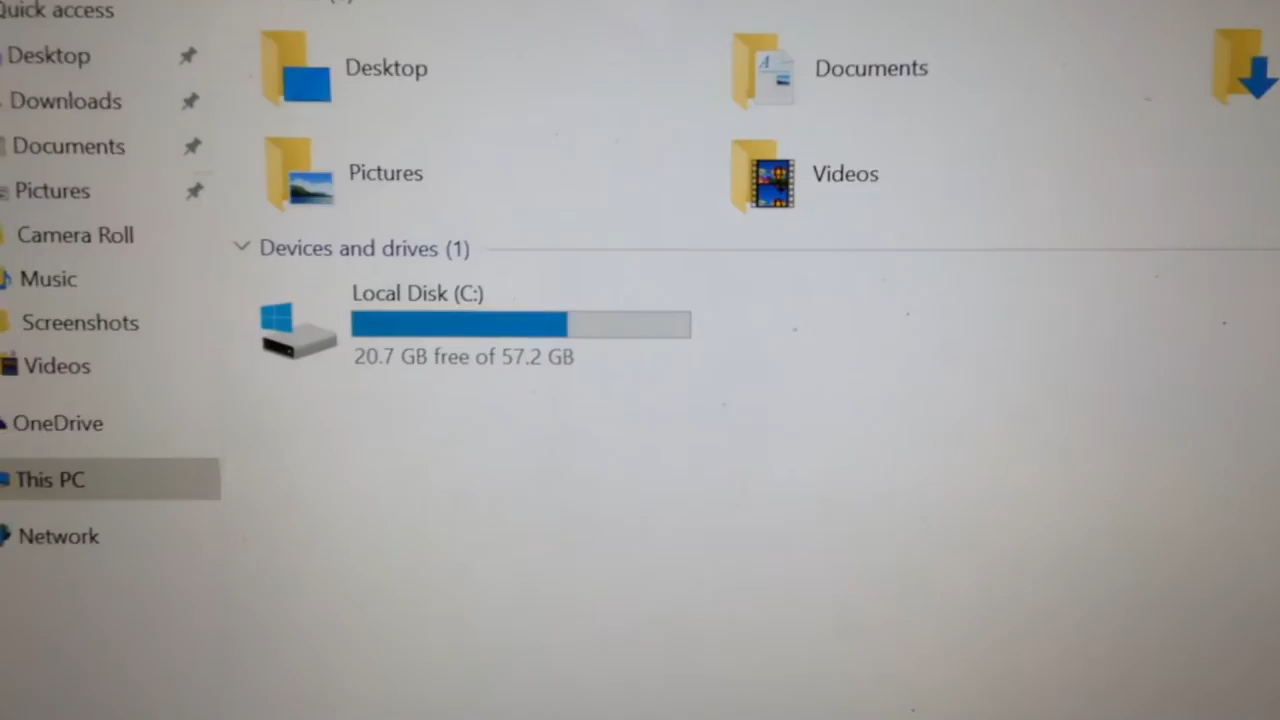 Quick access
Desktop
Downloads
Documents
Pictures
Camera Roll
Music
Screenshots
Videos
OneDrive
This PC
Network
Desktop
Documents
Pictures
Videos
Devices and drives (1)
Local Disk (C:)
20.7 GB free of 57.2 GB